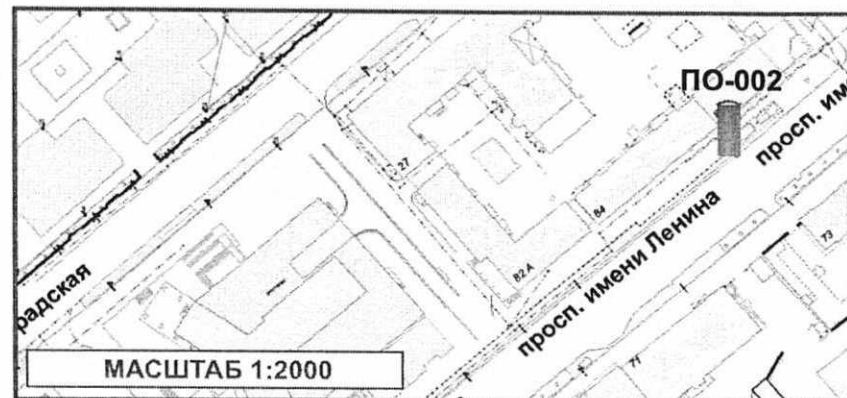 ПО-002
просп. им
27
84
просп. имени Ленина
82 А
73
радская
71
МАСШТАБ 1:2000